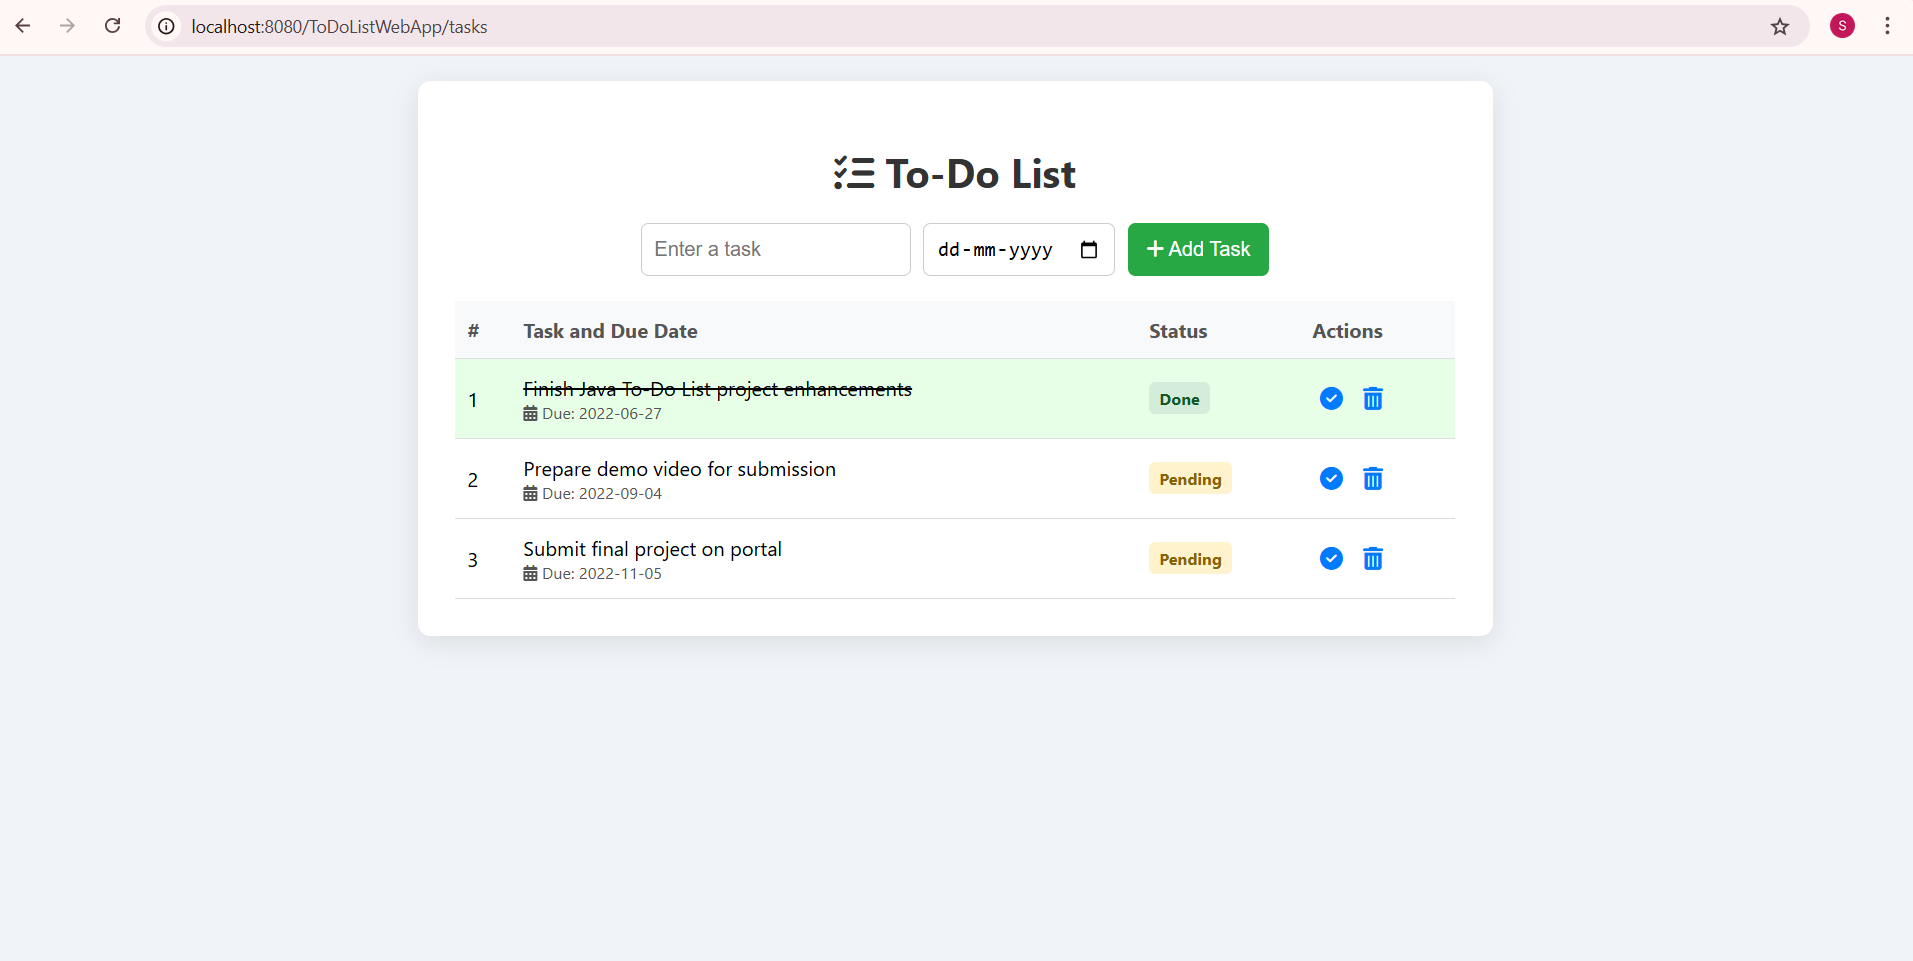 localhost:8080/ToDoListWebApp/tasks
S
To-Do List
Enter a task
dd-mm-yyyy
Add Task
# Task and Due Date Status Actions
1 Finish Java To-Do List project enhancements Done
Due: 2022-06-27
2 Prepare demo video for submission Pending
Due: 2022-09-04
3 Submit final project on portal Pending
Due: 2022-11-05